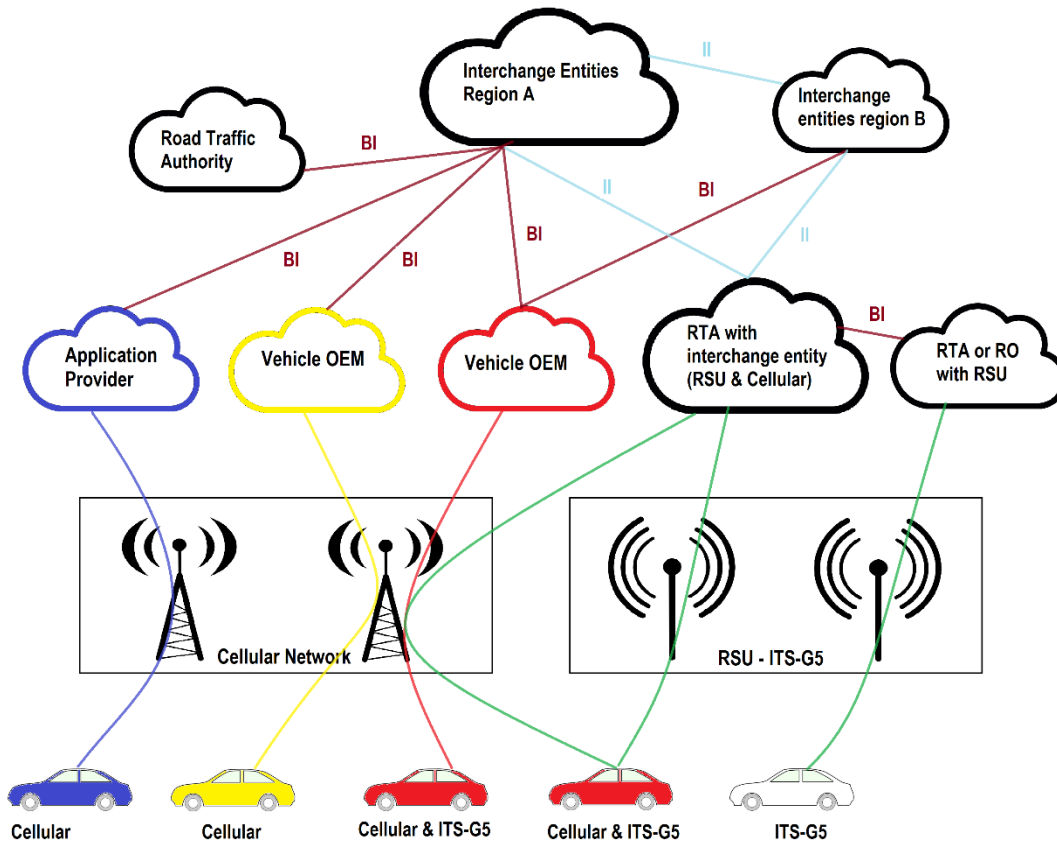 Interchange Entities
Region A
II
Interchange
entities region B
Road Traffic
Authority
BI
II
BI
BI
BI
BI
II
Application
Provider
Vehicle OEM
Vehicle OEM
RTA with
interchange entity
(RSU & Cellular)
BI
RTA or RO
with RSU
Cellular Network
RSU - ITS-G5
Cellular
Cellular
Cellular & ITS-G5
Cellular & ITS-G5
ITS-G5